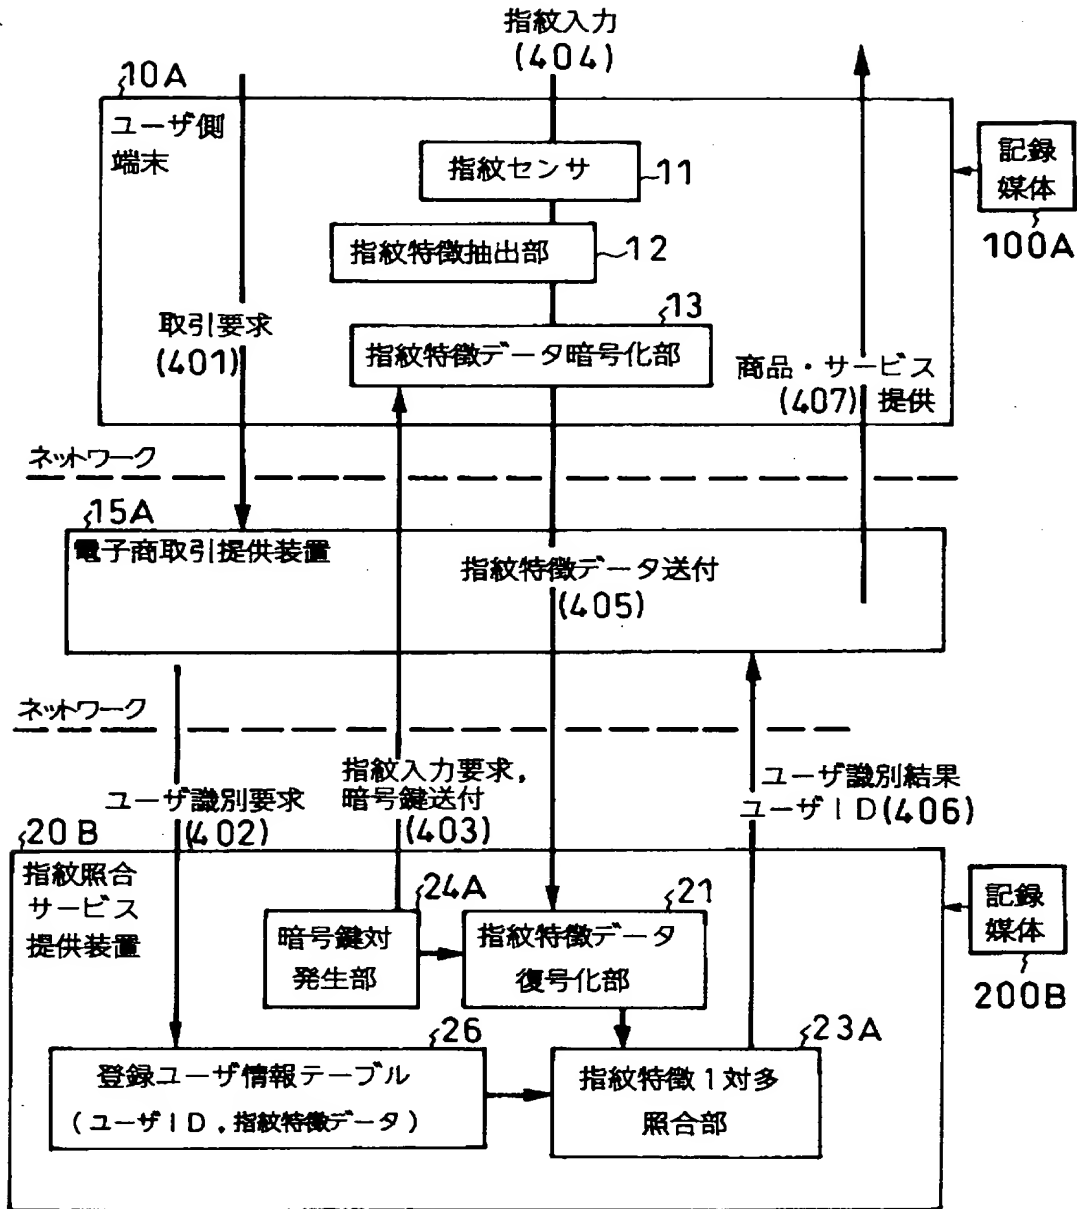 指紋入力
(404)
10A
ユーザ側
端末
指紋センサ
11
記録
媒体
100A
指紋特徴抽出部
12
取引要求
(401)
13
指紋特徴データ暗号化部
商品・サービス
(407) 提供
ネットワーク
15A
電子商取引提供装置
指紋特徴データ送付
(405)
ネットワーク
指紋入力要求,
暗号鍵送付
(403)
ユーザ識別結果
ユーザID(406)
ユーザ識別要求
(402)
20B
指紋照合
サービス
提供装置
24A
暗号鍵対
発生部
21
指紋特徴データ
復号化部
記録
媒体
200B
26
登録ユーザ情報テーブル
(ユーザID,指紋特徴データ)
23A
指紋特徴1対多
照合部